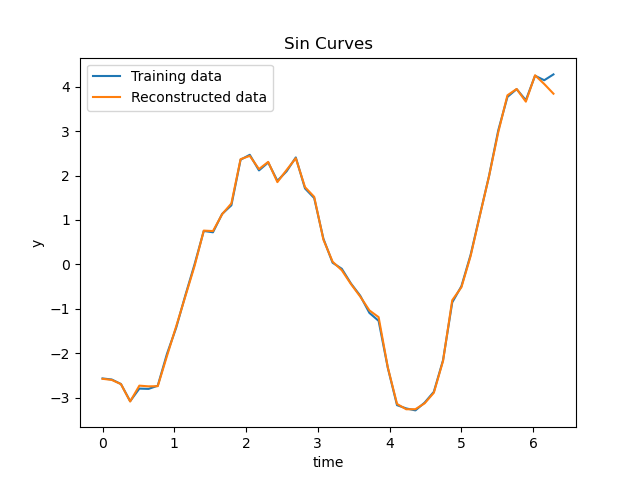 Sin Curves
Training data
Reconstructed data
y
4
3
2
1
0
−1
−2
−3
0 1 2 3 4 5 6
time